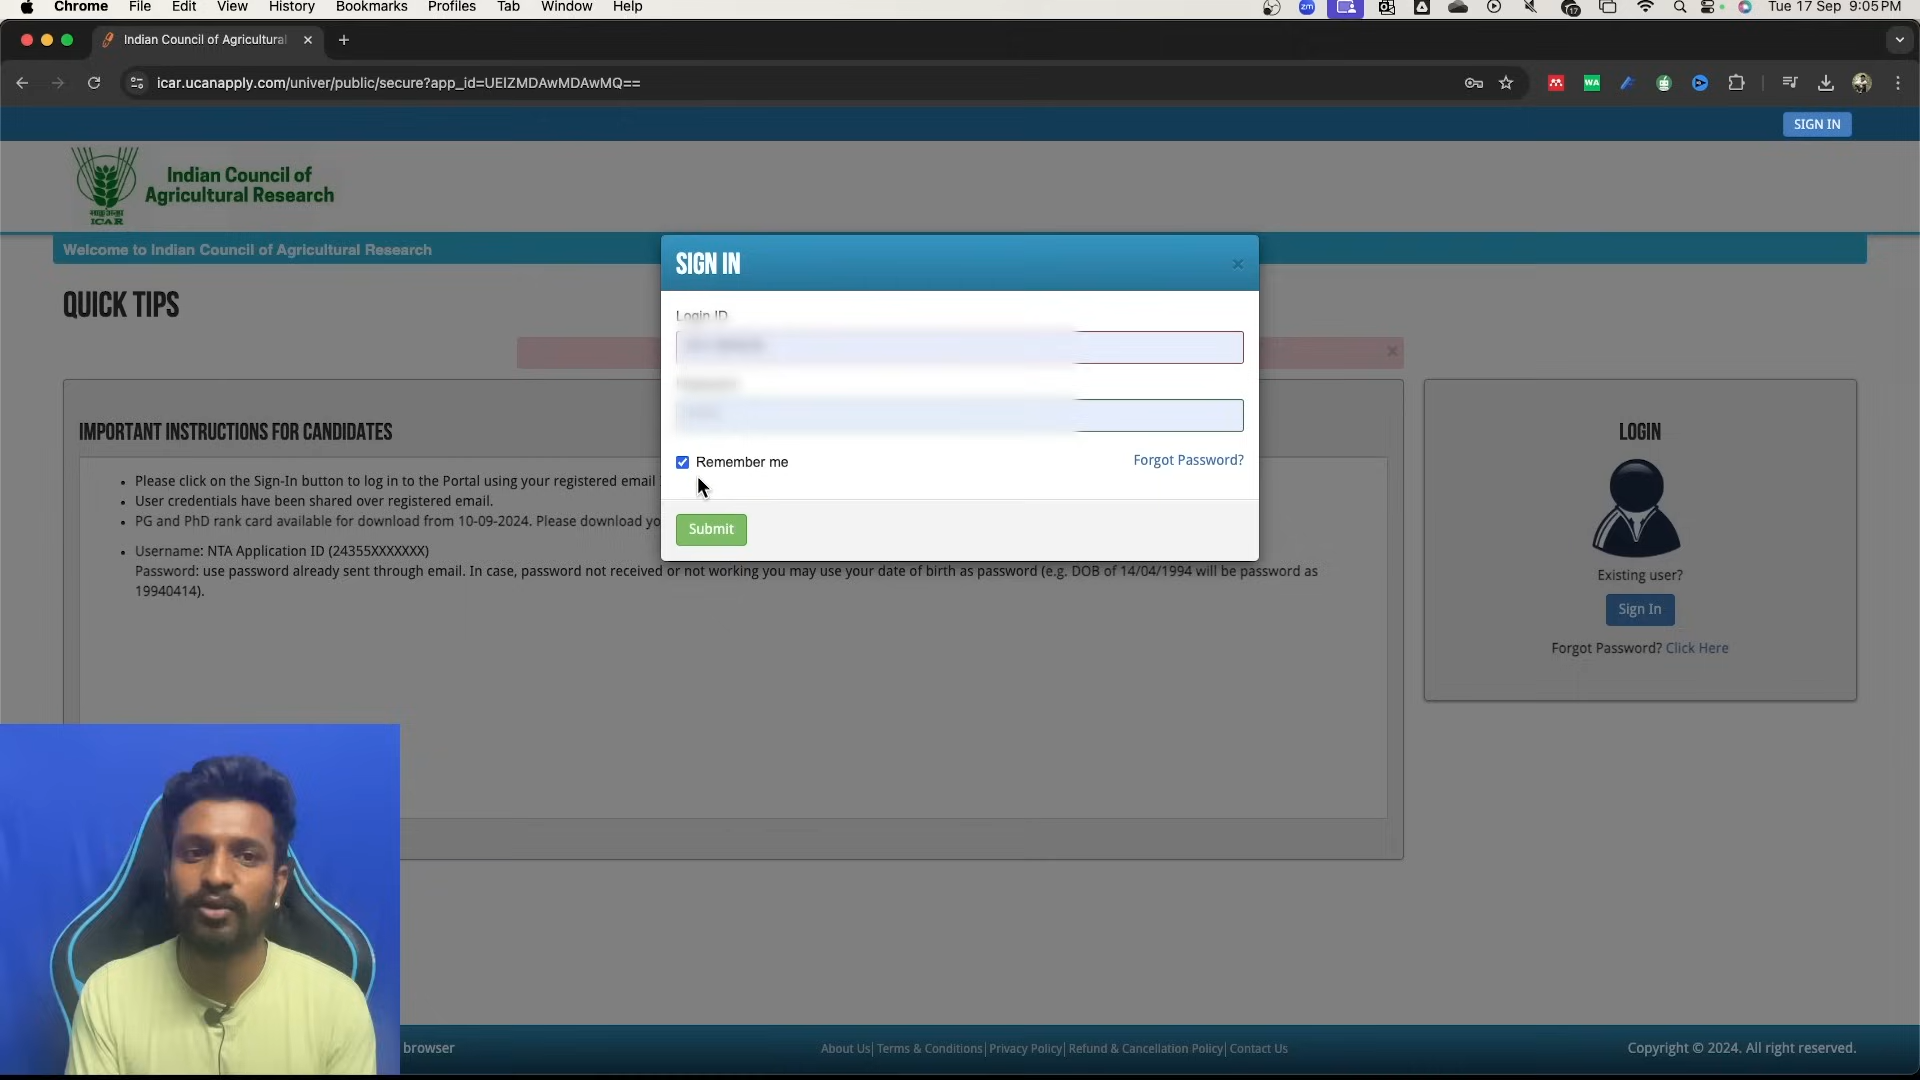 Chrome File Edit View History Bookmarks Profiles Tab Window Help
zm
17
Tue 17 Sep 9:05 PM
Indian Council of Agricultural
icar.ucanapply.com/univer/public/secure?app_id=UEIZMDAwMDAwMQ==
WA
SIGN IN
Indian Council of
Agricultural Research
ICAR
Welcome to Indian Council of Agricultural Research
QUICK TIPS
SIGN IN
Login ID
Remember me
Forgot Password?
Submit
IMPORTANT INSTRUCTIONS FOR CANDIDATES
Please click on the Sign-In button to log in to the Portal using your registered email
User credentials have been shared over registered email.
PG and PhD rank card available for download from 10-09-2024. Please download yo
Username: NTA Application ID (24355XXXXXXX)
Password: use password already sent through email. In case, password not received or not working you may use your date of birth as password (e.g. DOB of 14/04/1994 will be password as
19940414).
LOGIN
Existing user?
Sign In
Forgot Password? Click Here
browser
About Us| Terms & Conditions| Privacy Policy| Refund & Cancellation Policy| Contact Us
Copyright © 2024. All right reserved.